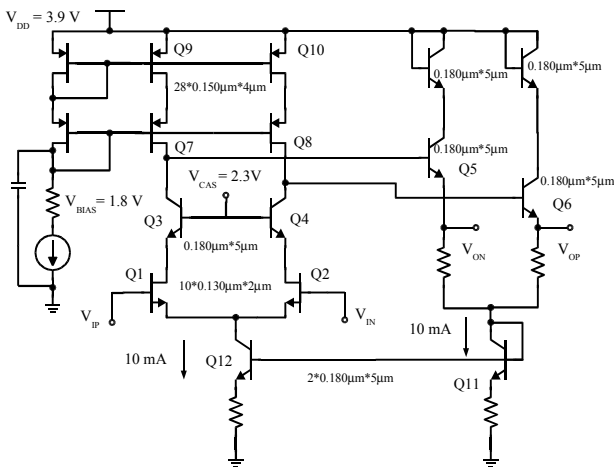 V_DD = 3.9 V
Q9
Q10
0.180μm*5μm
0.180μm*5μm
28*0.150μm*4μm
Q7
Q8
0.180μm*5μm
V_CAS = 2.3V
Q5
0.180μm*5μm
V_BIAS = 1.8 V
Q3
Q4
Q6
0.180μm*5μm
V_ON
V_OP
Q1
10*0.130μm*2μm
Q2
V_IP
V_IN
10 mA
10 mA
Q12
2*0.180μm*5μm
Q11